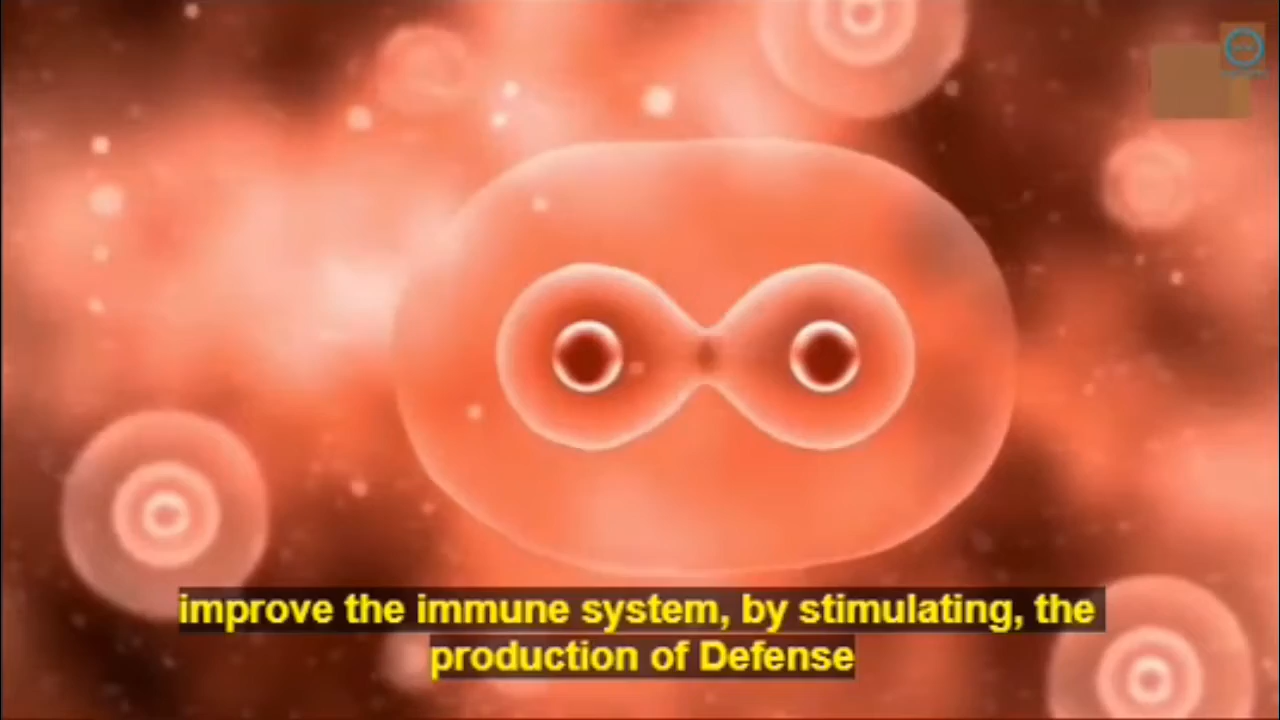 improve the immune system, by stimulating, the
production of Defense